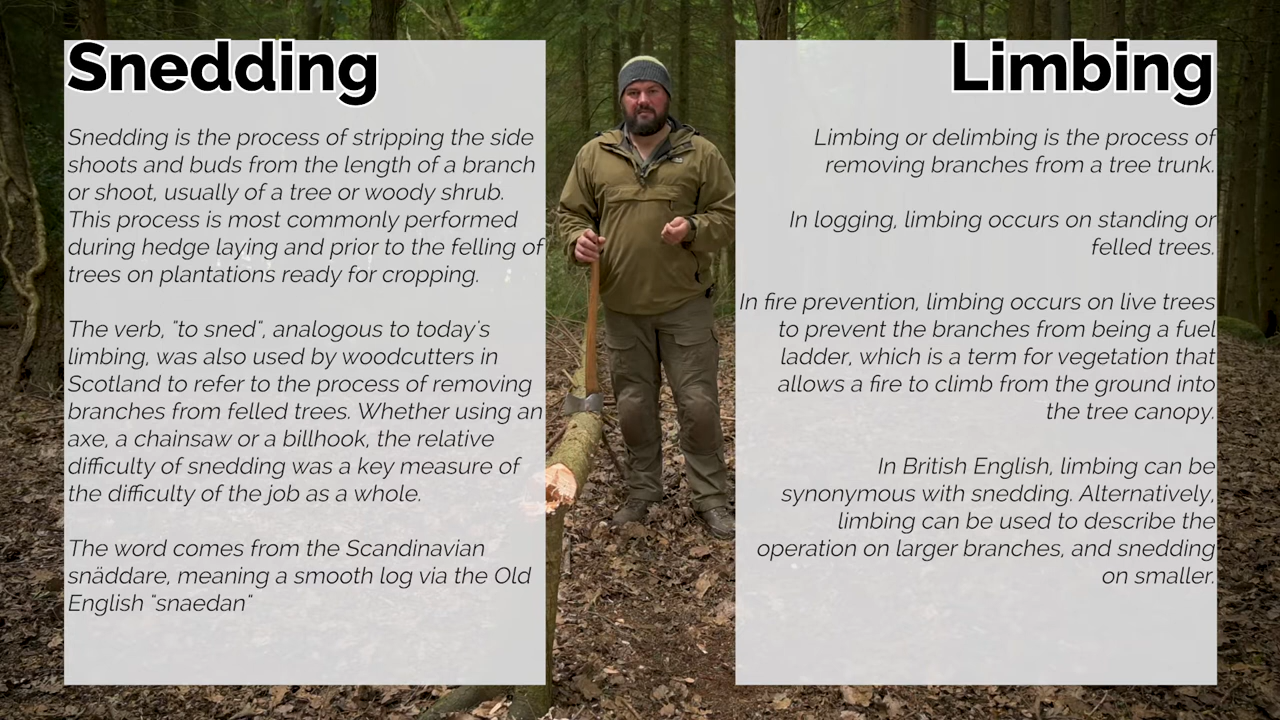 Snedding
Snedding is the process of stripping the side
shoots and buds from the length of a branch
or shoot, usually of a tree or woody shrub.
This process is most commonly performed
during hedge laying and prior to the felling of
trees on plantations ready for cropping.
The verb, "to sned", analogous to today's
limbing, was also used by woodcutters in
Scotland to refer to the process of removing
branches from felled trees. Whether using an
axe, a chainsaw or a billhook, the relative
difficulty of snedding was a key measure of
the difficulty of the job as a whole.
The word comes from the Scandinavian
snäddare, meaning a smooth log via the Old
English "snaedan"
Limbing
Limbing or delimbing is the process of
removing branches from a tree trunk.
In logging, limbing occurs on standing or
felled trees.
In fire prevention, limbing occurs on live trees
to prevent the branches from being a fuel
ladder, which is a term for vegetation that
allows a fire to climb from the ground into
the tree canopy.
In British English, limbing can be
synonymous with snedding. Alternatively,
limbing can be used to describe the
operation on larger branches, and snedding
on smaller.